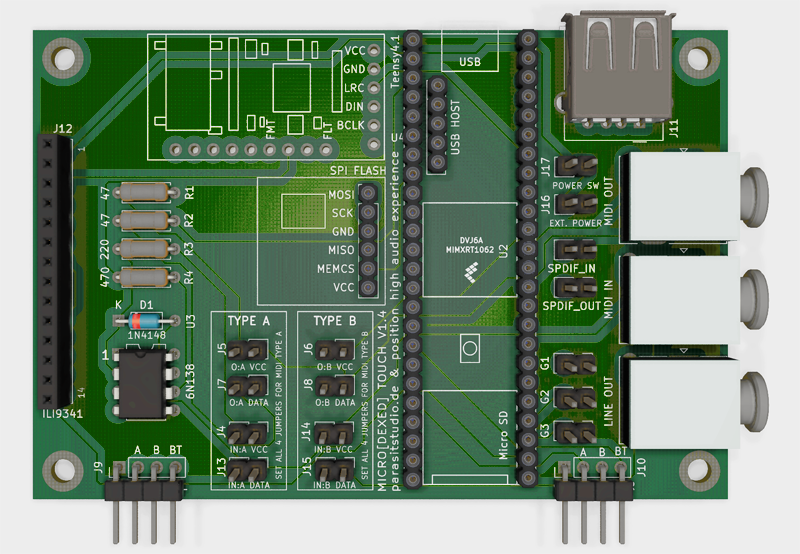 VCC
GND
LRC
DIN
BCLK
FMT
FLT
U4
Teensy4.1
USB
USB HOST
J11
J12
1
14
ILI9341
SPI FLASH
MOSI
SCK
GND
MISO
MEMCS
VCC
47
R1
47
R2
220
R3
470
R4
K D1
1N4148
U3
1
6N138
TYPE A
J5
O:A VCC
J7
O:A DATA
J4
IN:A VCC
J13
IN:A DATA
SET ALL 4 JUMPERS FOR MIDI TYPE A
TYPE B
J6
O:B VCC
J8
O:B DATA
J14
IN:B VCC
J15
IN:B DATA
SET ALL 4 JUMPERS FOR MIDI TYPE B
MICRO[DEXED] TOUCH V1.4
parasitstudio.de & position high audio experience
DVJ6A
MIMXRT1062
U2
Micro SD
J17
POWER SW
J16
EXT. POWER
SPDIF_IN
SPDIF_OUT
MIDI OUT
MIDI IN
LINE OUT
G1
G2
G3
J9
A B BT
J10
A B BT